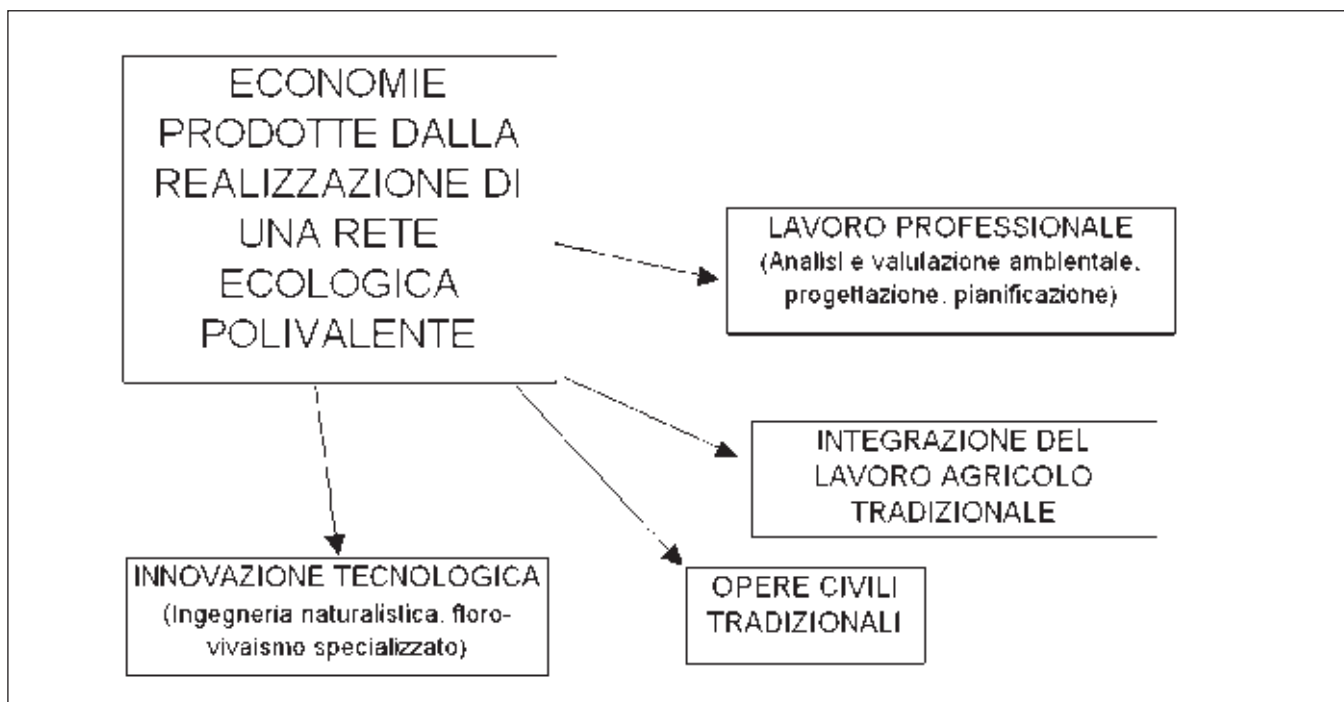 ECONOMIE
PRODOTTE DALLA
REALIZZAZIONE DI
UNA RETE
ECOLOGICA
POLIVALENTE
LAVORO PROFESSIONALE
(Analisi e valutazione ambientale,
progettazione, pianificazione)
INTEGRAZIONE DEL
LAVORO AGRICOLO
TRADIZIONALE
OPERE CIVILI
TRADIZIONALI
INNOVAZIONE TECNOLOGICA
(Ingegneria naturalistica, floro-
vivaismo specializzato)